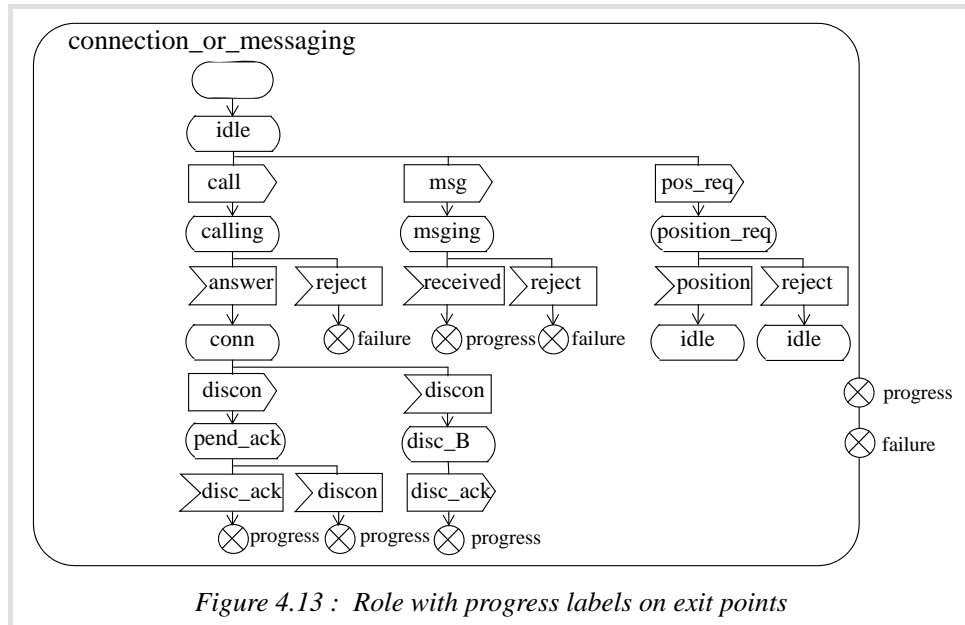 connection_or_messaging
idle
call msg pos_req
calling msging position_req
answer reject received reject position reject
conn failure progress failure idle idle
discon discon
progress
pend_ack disc_B
failure
disc_ack discon disc_ack
progress progress progress
Figure 4.13 : Role with progress labels on exit points